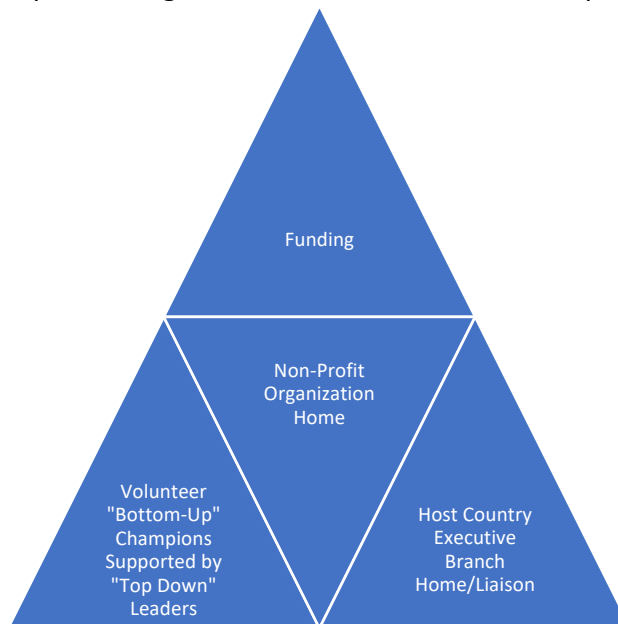 Funding
Non-Profit
Organization
Home
Volunteer
"Bottom-Up"
Champions
Supported by
"Top Down"
Leaders
Host Country
Executive
Branch
Home/Liaison